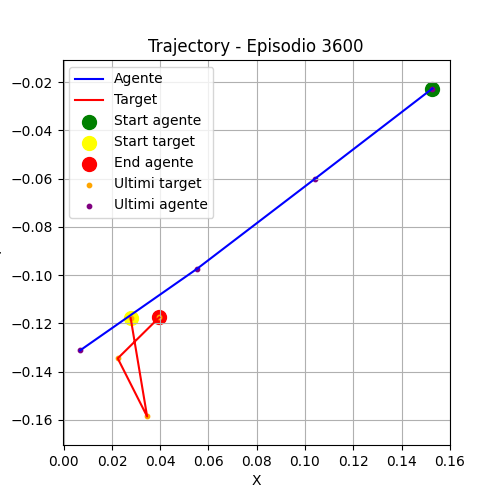 Trajectory - Episodio 3600
Agente
Target
Start agente
Start target
End agente
Ultimi target
Ultimi agente
−0.02
−0.04
−0.06
−0.08
−0.10
−0.12
−0.14
−0.16
0.00 0.02 0.04 0.06 0.08 0.10 0.12 0.14 0.16
X